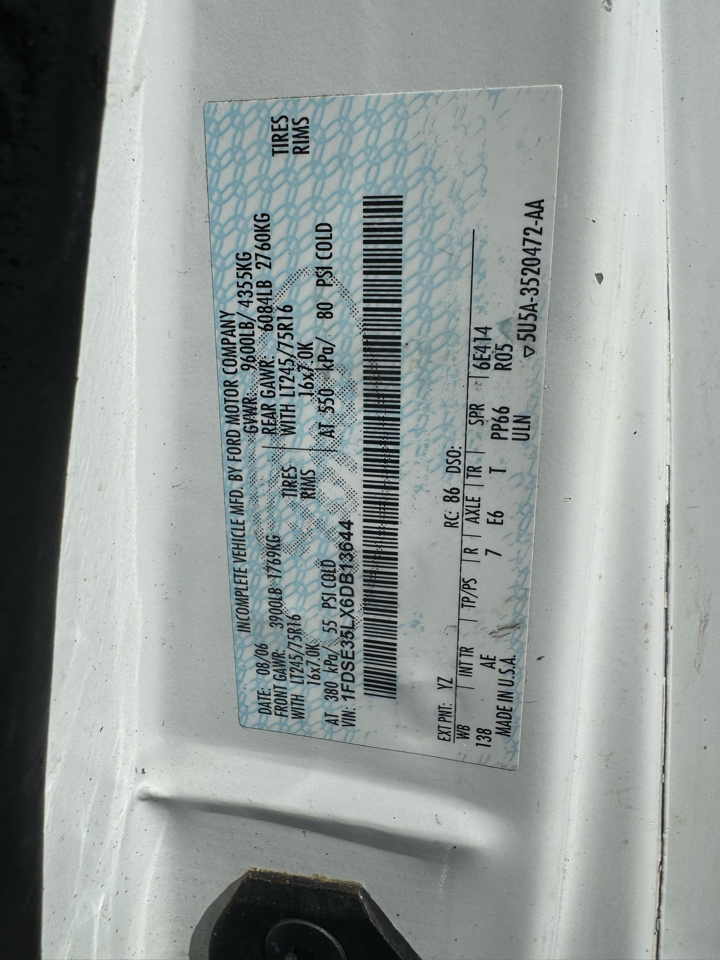 INCOMPLETE VEHICLE MFD. BY FORD MOTOR COMPANY
DATE: 08/06 GVWR: 9600LB/ 4355KG
FRONT GAWR: 3900LB 1769KG REAR GAWR: 6084LB 2760KG
WITH LT245/75R16 TIRES WITH LT245/75R16 TIRES
16x7.0K RIMS 16x7.0K RIMS
AT 380 kPa/ 55 PSI COLD AT 550 kPa/ 80 PSI COLD
VIN: 1FDSE35LX6DB13644
EXT PNT: YZ RC: 86 DSO:
WB INT TR TP/PS R AXLE TR SPR 6E414
138 AE 7 E6 T PP66 R05
MADE IN U.S.A. ULN
▽5U5A-3520472-AA